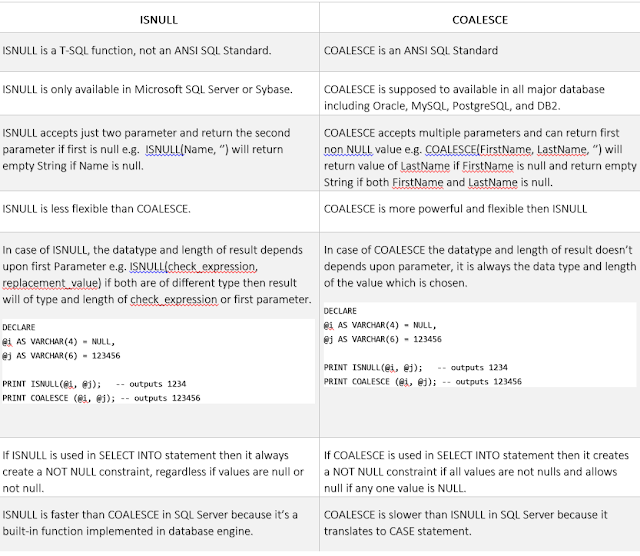 ISNULL
COALESCE
ISNULL is a T-SQL function, not an ANSI SQL Standard.
COALESCE is an ANSI SQL Standard
ISNULL is only available in Microsoft SQL Server or Sybase.
COALESCE is supposed to available in all major database
including Oracle, MySQL, PostgreSQL, and DB2.
ISNULL accepts just two parameter and return the second
parameter if first is null e.g.  ISNULL(Name, '') will return
empty String if Name is null.
COALESCE accepts multiple parameters and can return first
non NULL value e.g. COALESCE(FirstName, LastName, '') will
return value of LastName if FirstName is null and return empty
String if both FirstName and LastName is null.
ISNULL is less flexible than COALESCE.
COALESCE is more powerful and flexible then ISNULL
In case of ISNULL, the datatype and length of result depends
upon first Parameter e.g. ISNULL(check_expression,
replacement_value) if both are of different type then result
will of type and length of check_expression or first parameter.
DECLARE
@i AS VARCHAR(4) = NULL,
@j AS VARCHAR(6) = 123456
PRINT ISNULL(@i, @j);   -- outputs 1234
PRINT COALESCE (@i, @j); -- outputs 123456
In case of COALESCE the datatype and length of result doesn't
depends upon parameter, it is always the data type and length
of the value which is chosen.
DECLARE
@i AS VARCHAR(4) = NULL,
@j AS VARCHAR(6) = 123456
PRINT ISNULL(@i, @j);   -- outputs 1234
PRINT COALESCE (@i, @j); -- outputs 123456
If ISNULL is used in SELECT INTO statement then it always
create a NOT NULL constraint, regardless if values are null or
not null.
If COALESCE is used in SELECT INTO statement then it creates
a NOT NULL constraint if all values are not nulls and allows
null if any one value is NULL.
ISNULL is faster than COALESCE in SQL Server because it's a
built-in function implemented in database engine.
COALESCE is slower than ISNULL in SQL Server because it
translates to CASE statement.